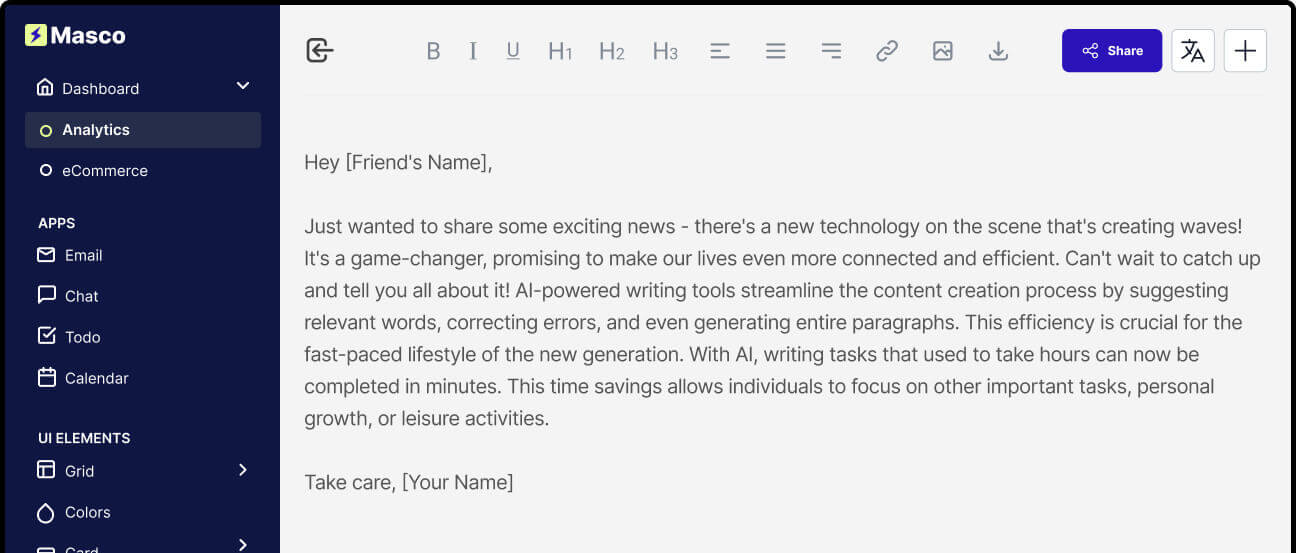 Masco
Dashboard
Analytics
eCommerce
APPS
Email
Chat
Todo
Calendar
UI ELEMENTS
Grid
Colors
Card
B I U H1 H2 H3
Share
Hey [Friend's Name],
Just wanted to share some exciting news - there's a new technology on the scene that's creating waves!
It's a game-changer, promising to make our lives even more connected and efficient. Can't wait to catch up
and tell you all about it! AI-powered writing tools streamline the content creation process by suggesting
relevant words, correcting errors, and even generating entire paragraphs. This efficiency is crucial for the
fast-paced lifestyle of the new generation. With AI, writing tasks that used to take hours can now be
completed in minutes. This time savings allows individuals to focus on other important tasks, personal
growth, or leisure activities.
Take care, [Your Name]